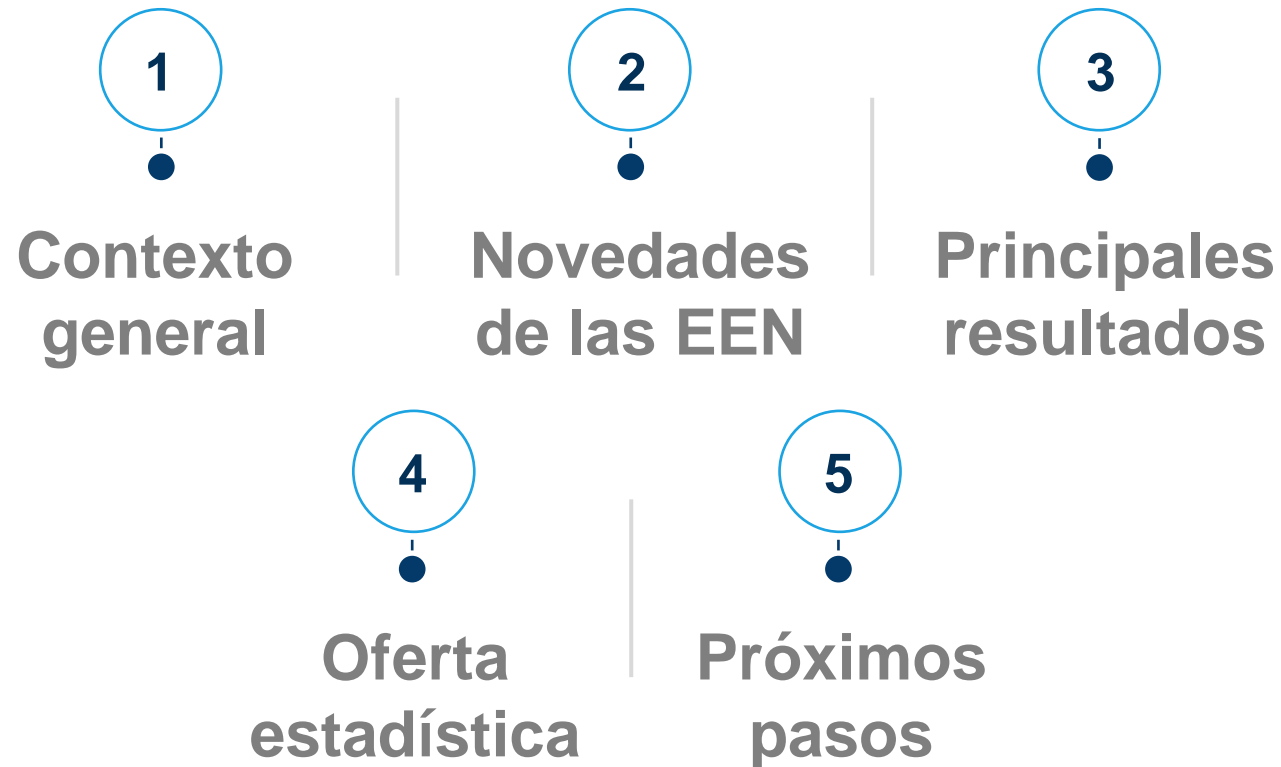 1
Contexto
general
2
Novedades
de las EEN
3
Principales
resultados
4
Oferta
estadística
5
Próximos
pasos